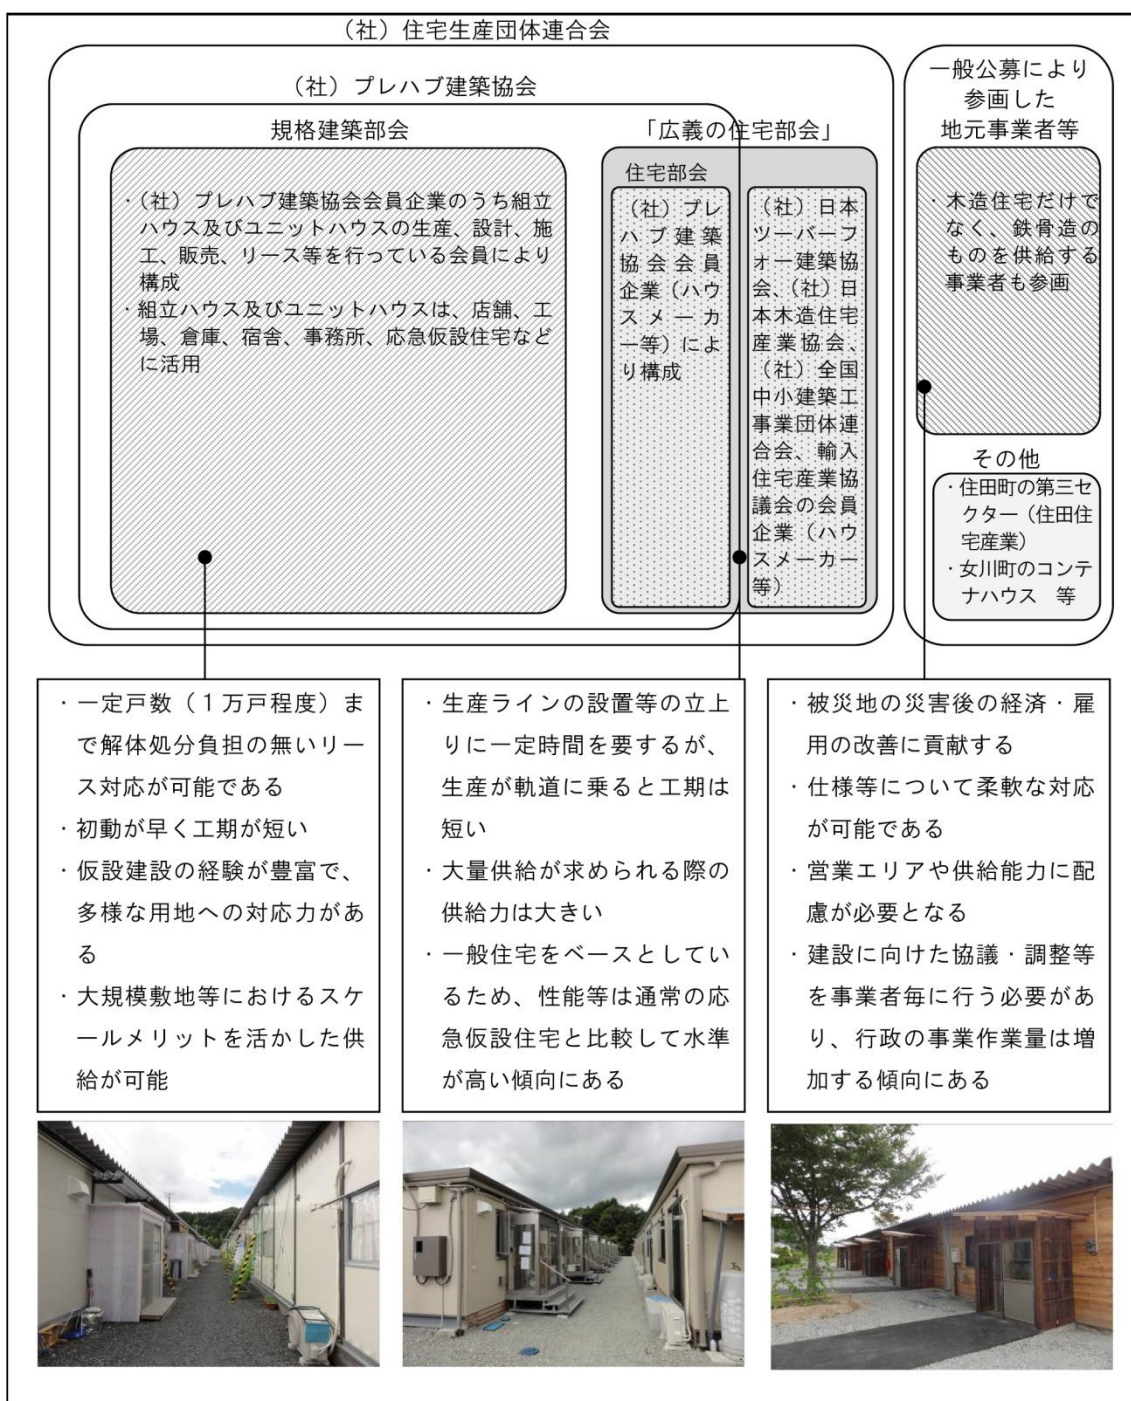 （社）住宅生産団体連合会
（社）プレハブ建築協会
規格建築部会
・（社）プレハブ建築協会会員企業のうち組立
ハウス及びユニットハウスの生産、設計、施
工、販売、リース等を行っている会員により
構成
・組立ハウス及びユニットハウスは、店舗、工
場、倉庫、宿舎、事務所、応急仮設住宅など
に活用
「広義の住宅部会」
住宅部会
（社）プレ
ハブ建築
協会会員
企業（ハウ
スメーカ
ー等）によ
り構成
（社）日本
ツーバーフ
ォー建築協
会、（社）日
本木造住宅
産業協会、
（社）全国
中小建築工
事業団体連
合会、輸入
住宅産業協
議会の会員
企業（ハウ
スメーカー
等）
一般公募により
参画した
地元事業者等
・木造住宅だけで
なく、鉄骨造の
ものを供給する
事業者も参画
その他
・住田町の第三セ
クター（住田住
宅産業）
・女川町のコンテ
ナハウス　等
・一定戸数（１万戸程度）ま
で解体処分負担の無いリー
ス対応が可能である
・初動が早く工期が短い
・仮設建設の経験が豊富で、
多様な用地への対応力があ
る
・大規模敷地等におけるスケ
ールメリットを活かした供
給が可能
・生産ラインの設置等の立上
りに一定時間を要するが、
生産が軌道に乗ると工期は
短い
・大量供給が求められる際の
供給力は大きい
・一般住宅をベースとしてい
るため、性能等は通常の応
急仮設住宅と比較して水準
が高い傾向にある
・被災地の災害後の経済・雇
用の改善に貢献する
・仕様等について柔軟な対応
が可能である
・営業エリアや供給能力に配
慮が必要となる
・建設に向けた協議・調整等
を事業者毎に行う必要があ
り、行政の事業作業量は増
加する傾向にある